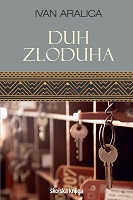 IVAN ARALICA
DUH
ZLODUHA
školska knjiga